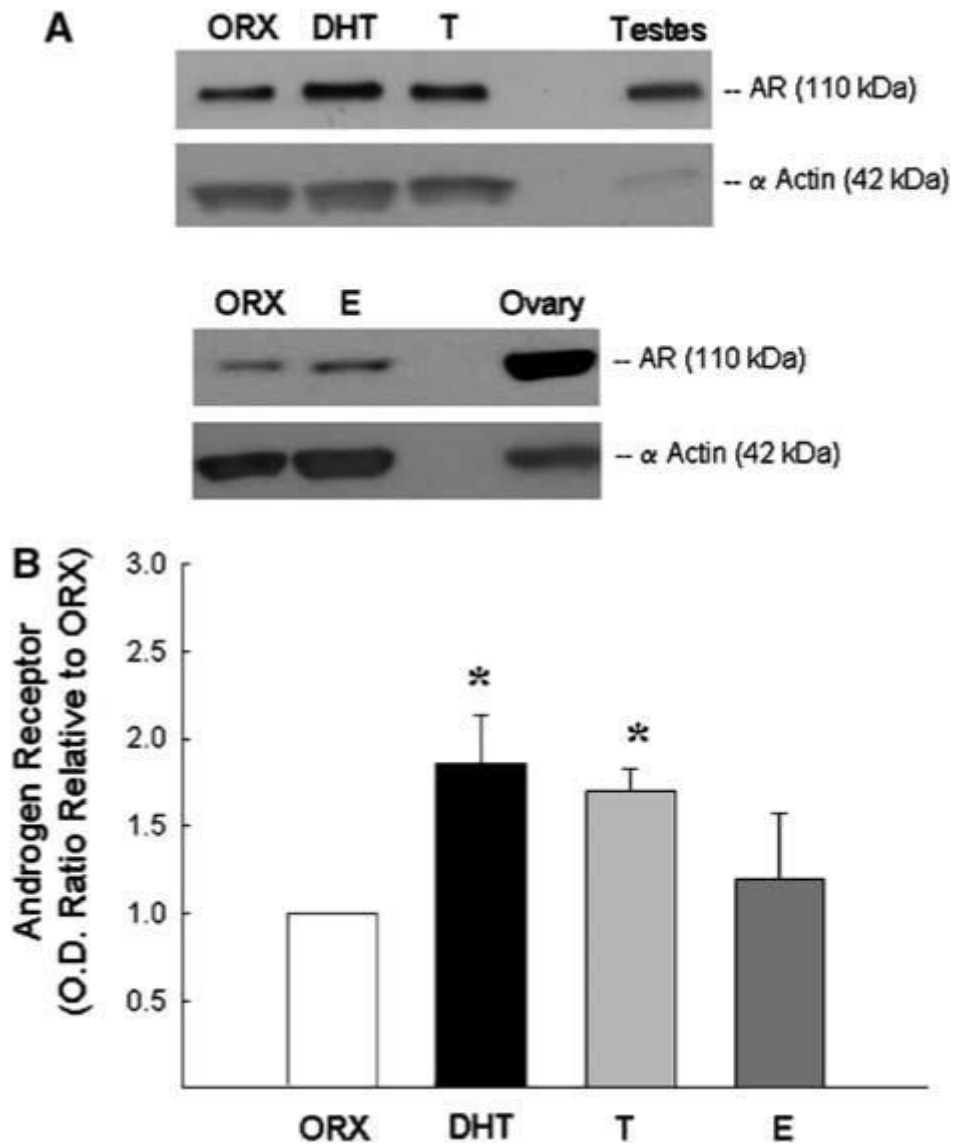 A
ORX DHT T Testes
-- AR (110 kDa)
-- α Actin (42 kDa)
ORX E Ovary
-- AR (110 kDa)
-- α Actin (42 kDa)
B
Androgen Receptor
(O.D. Ratio Relative to ORX)
3.0
2.5
2.0
1.5
1.0
0.5
*
*
ORX DHT T E